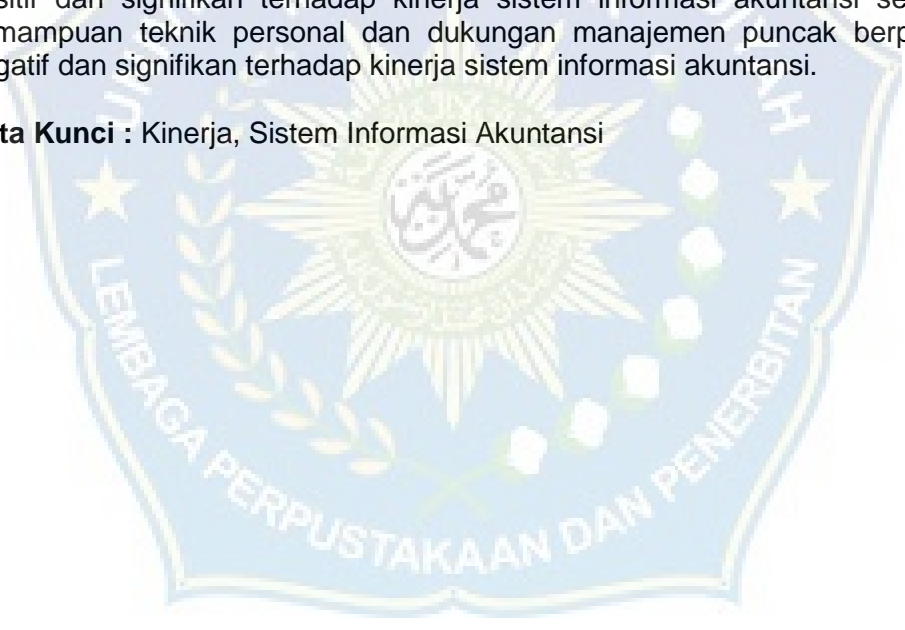 sitif dan signifikan terhadap kinerja sistem informasi akuntansi se
mampuan teknik personal dan dukungan manajemen puncak berp
gatif dan signifikan terhadap kinerja sistem informasi akuntansi.
ta Kunci : Kinerja, Sistem Informasi Akuntansi
LEMBAGA PERPUSTAKAAN DAN PENERBITAN